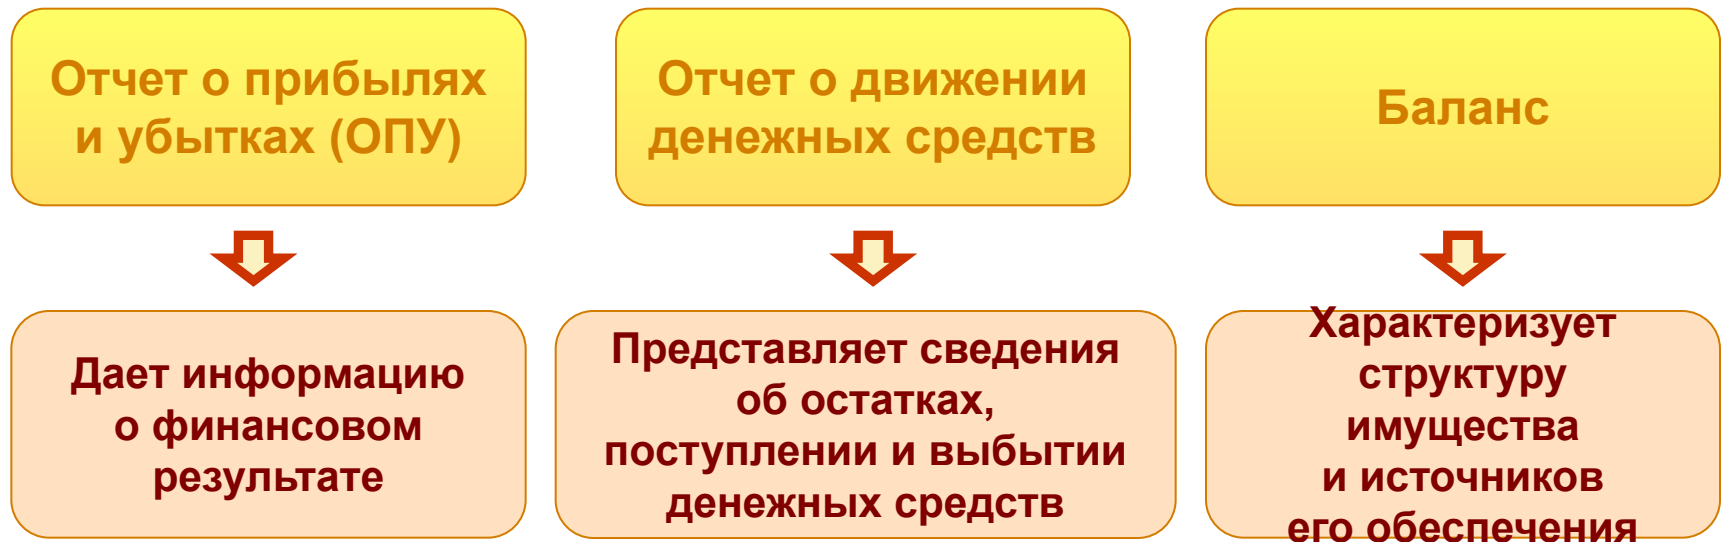 Отчет о прибылях
и убытках (ОПУ)
Отчет о движении
денежных средств
Баланс
Дает информацию
о финансовом
результате
Представляет сведения
об остатках,
поступлении и выбытии
денежных средств
Характеризует
структуру
имущества
и источников
его обеспечения